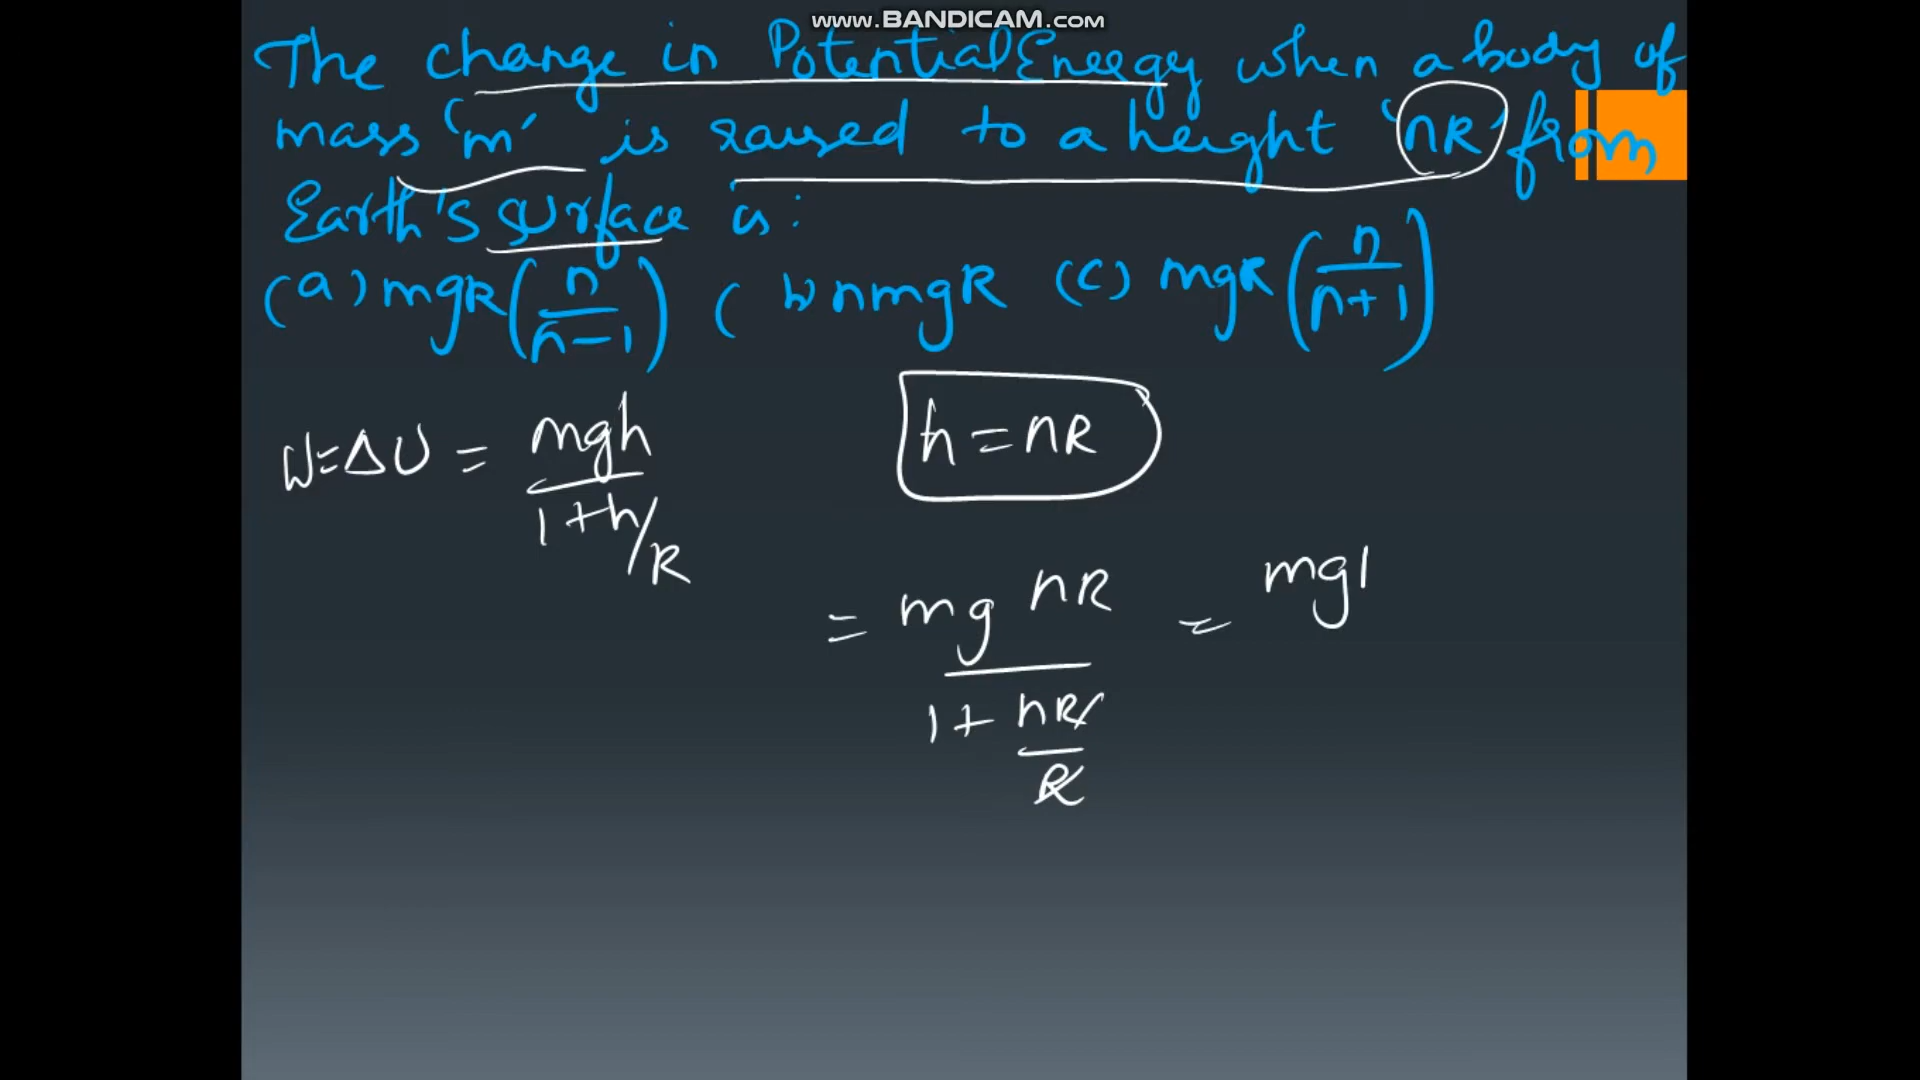 www.BANDICAM.com
The change in Potential Energy when a body of
mass 'm' is raised to a height 'nR' from
Earth's surface is:
(a) mgR(n/n-1) ( b) nmgR (c) mgR(n/n+1)
W=ΔU = mgh/1+h/R
h=nR
= mg nR/1+nR/R = mgl